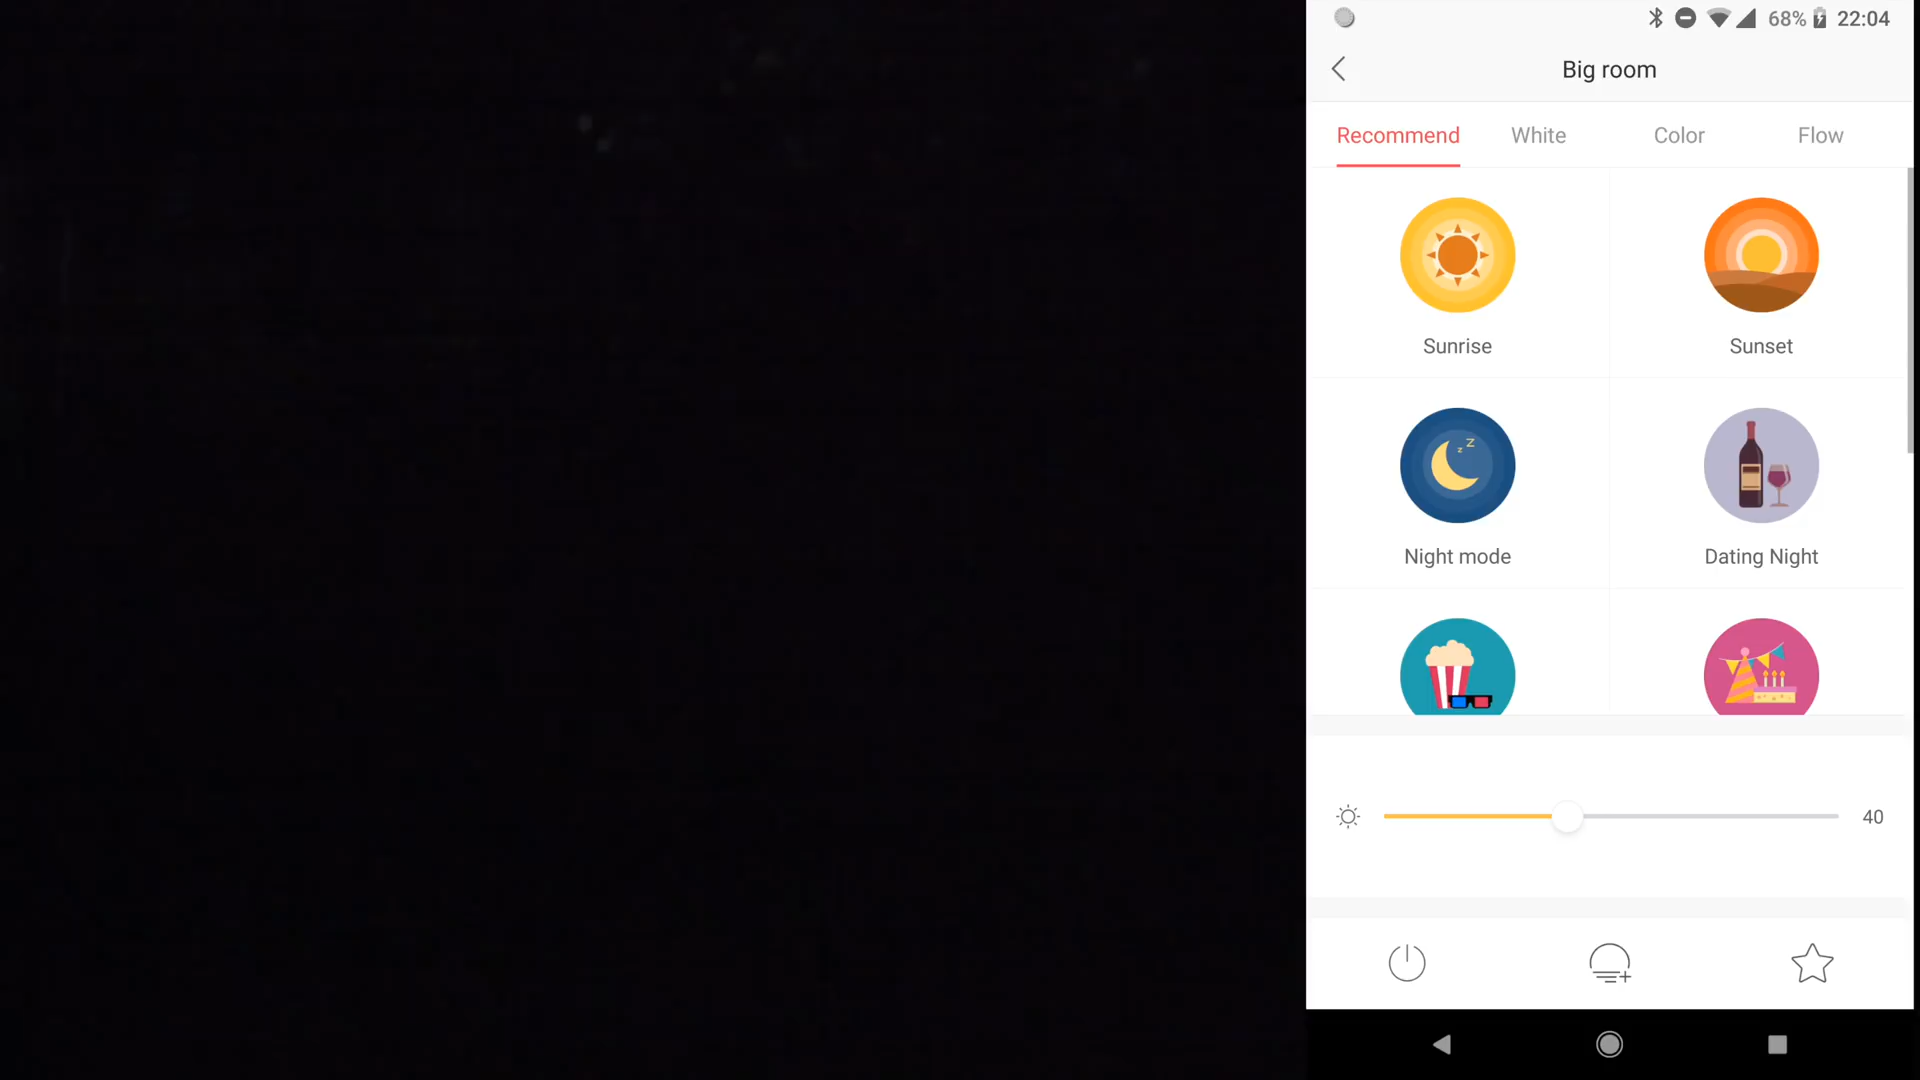 68% 22:04
Big room
Recommend White Color Flow
Sunrise Sunset
z z
Night mode Dating Night
40